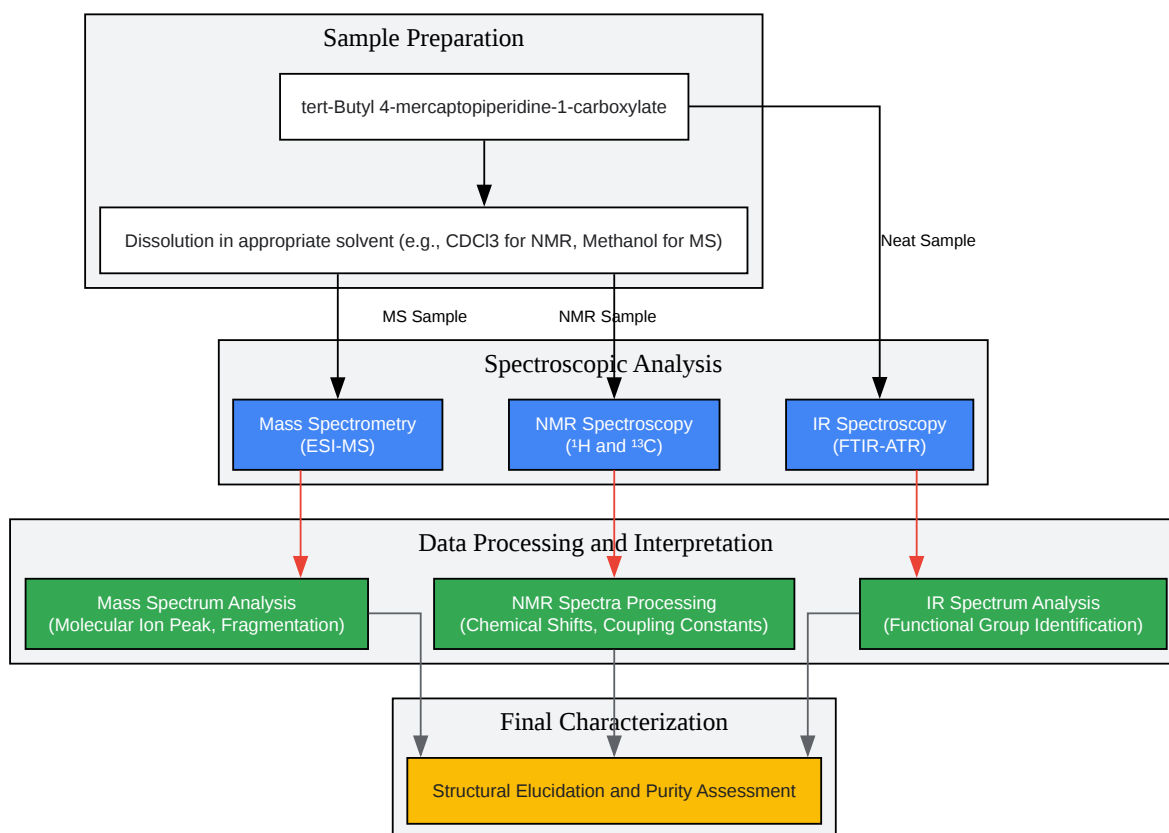 Sample Preparation
tert-Butyl 4-mercaptopiperidine-1-carboxylate
Dissolution in appropriate solvent (e.g., CDCl3 for NMR, Methanol for MS)
Neat Sample
MS Sample
NMR Sample
Spectroscopic Analysis
Mass Spectrometry
(ESI-MS)
NMR Spectroscopy
(¹H and ¹³C)
IR Spectroscopy
(FTIR-ATR)
Data Processing and Interpretation
Mass Spectrum Analysis
(Molecular Ion Peak, Fragmentation)
NMR Spectra Processing
(Chemical Shifts, Coupling Constants)
IR Spectrum Analysis
(Functional Group Identification)
Final Characterization
Structural Elucidation and Purity Assessment